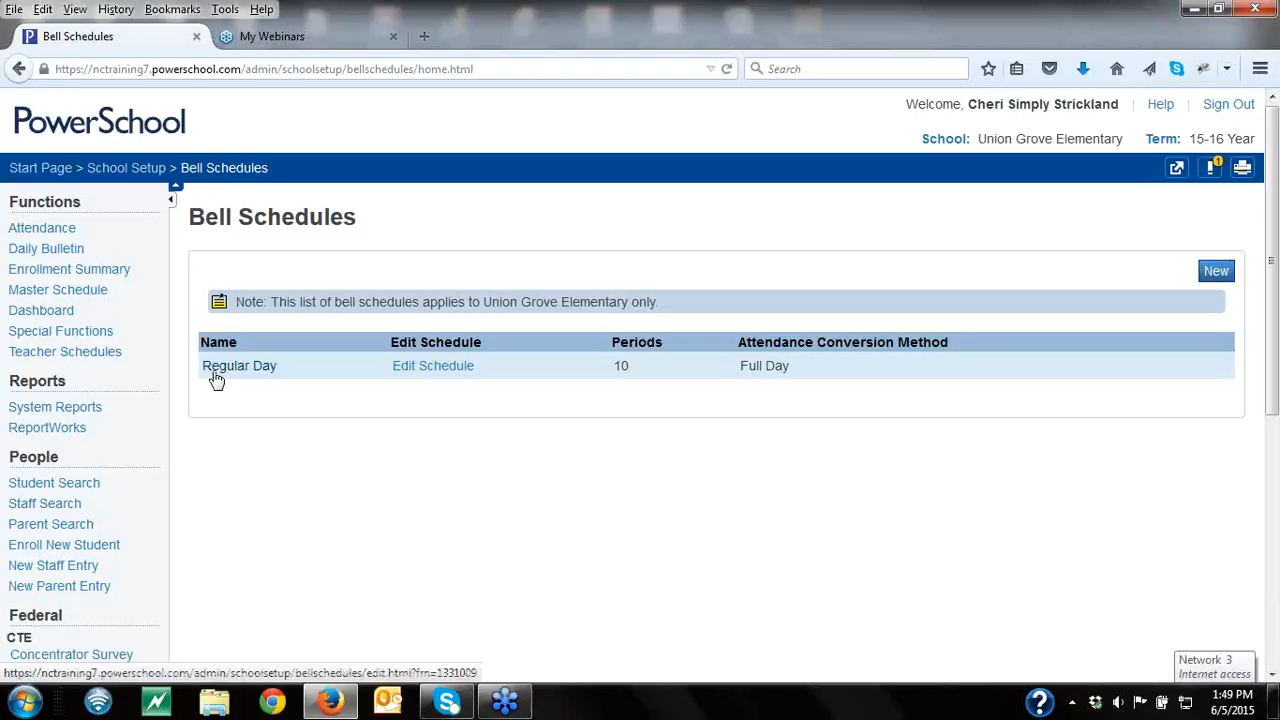 File Edit View History Bookmarks Tools Help
Bell Schedules
My Webinars
https://nctraining7.powerschool.com/admin/schoolsetup/bellschedules/home.html
Search
PowerSchool
Welcome, Cheri Simply Strickland
Help
Sign Out
School: Union Grove Elementary
Term: 15-16 Year
Start Page > School Setup > Bell Schedules
1
Functions
Attendance
Daily Bulletin
Enrollment Summary
Master Schedule
Dashboard
Special Functions
Teacher Schedules
Reports
System Reports
ReportWorks
People
Student Search
Staff Search
Parent Search
Enroll New Student
New Staff Entry
New Parent Entry
Federal
CTE
Concentrator Survey
Bell Schedules
New
Note: This list of bell schedules applies to Union Grove Elementary only.
Name Edit Schedule Periods Attendance Conversion Method
Regular Day Edit Schedule 10 Full Day
https://nctraining7.powerschool.com/admin/schoolsetup/bellschedules/edit.html?frn=1331009
Network 3
Internet access
1:49 PM
6/5/2015